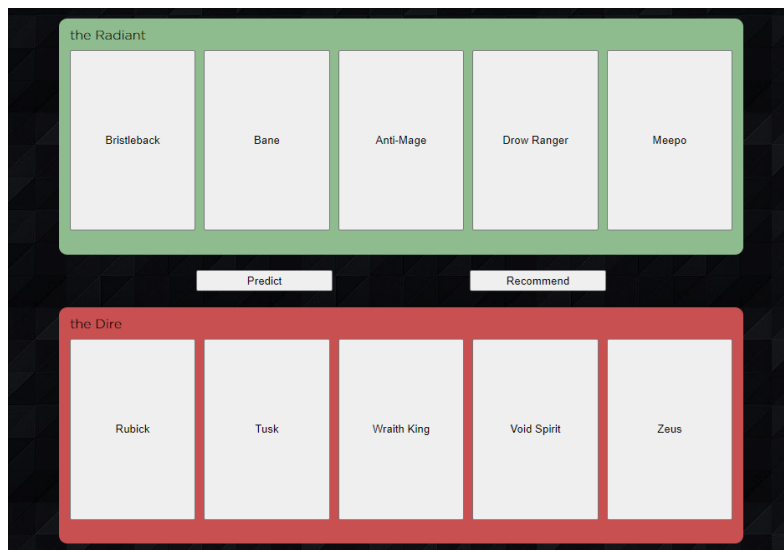 the Radiant
Bristleback
Bane
Anti-Mage
Drow Ranger
Meepo
Predict
Recommend
the Dire
Rubick
Tusk
Wraith King
Void Spirit
Zeus